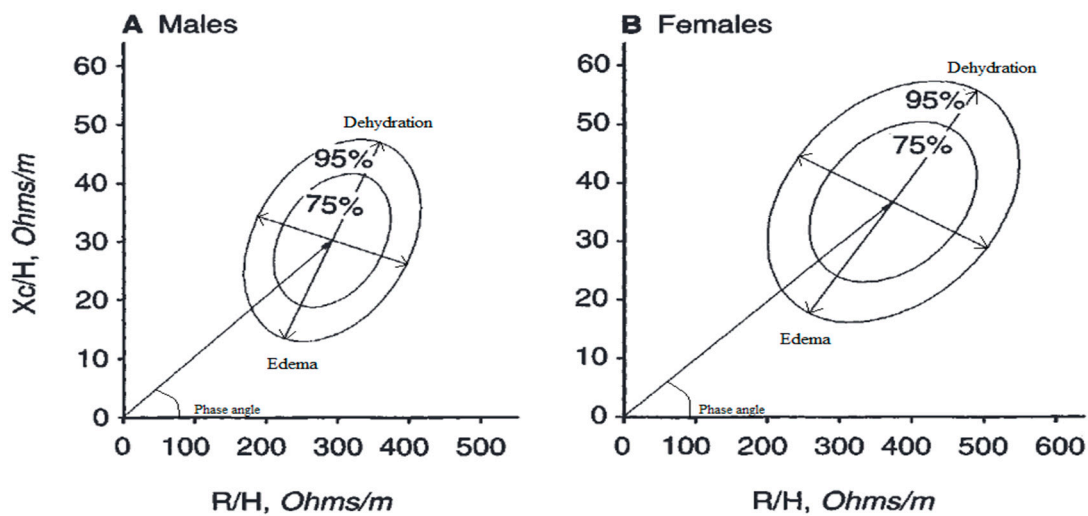 A Males
60
50
40
30
20
10
0
Xc/H, Ohms/m
Dehydration
95%
75%
Edema
Phase angle
0 100 200 300 400 500
R/H, Ohms/m
B Females
60
50
40
30
20
10
0
Dehydration
95%
75%
Edema
Phase angle
0 100 200 300 400 500 600
R/H, Ohms/m